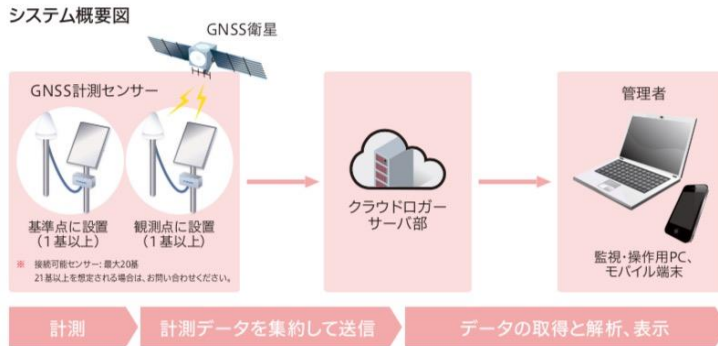 システム概要図
GNSS衛星
GNSS計測センサー
基準点に設置
(1基以上)
観測点に設置
(1基以上)
※ 接続可能センサー: 最大20基
21基以上を想定される場合は、お問い合わせください。
クラウドロガー
サーバ部
管理者
監視・操作用PC、
モバイル端末
計測
計測データを集約して送信
データの取得と解析、表示